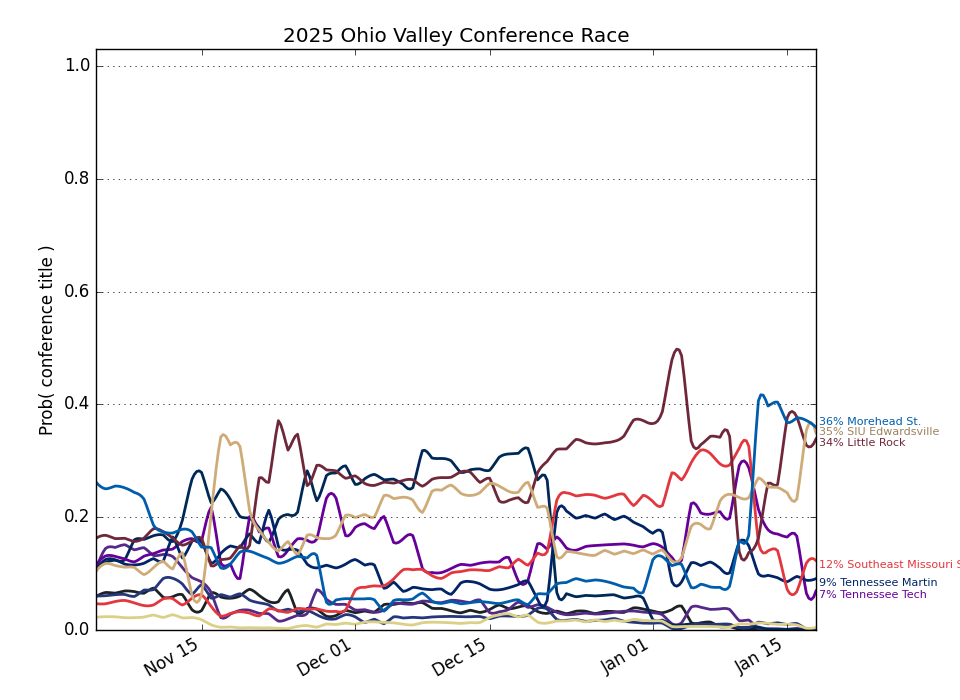 2025 Ohio Valley Conference Race
Prob( conference title )
1.0
0.8
0.6
0.4
0.2
0.0
Nov 15
Dec 01
Dec 15
Jan 01
Jan 15
36% Morehead St.
35% SIU Edwardsville
34% Little Rock
12% Southeast Missouri S
9% Tennessee Martin
7% Tennessee Tech